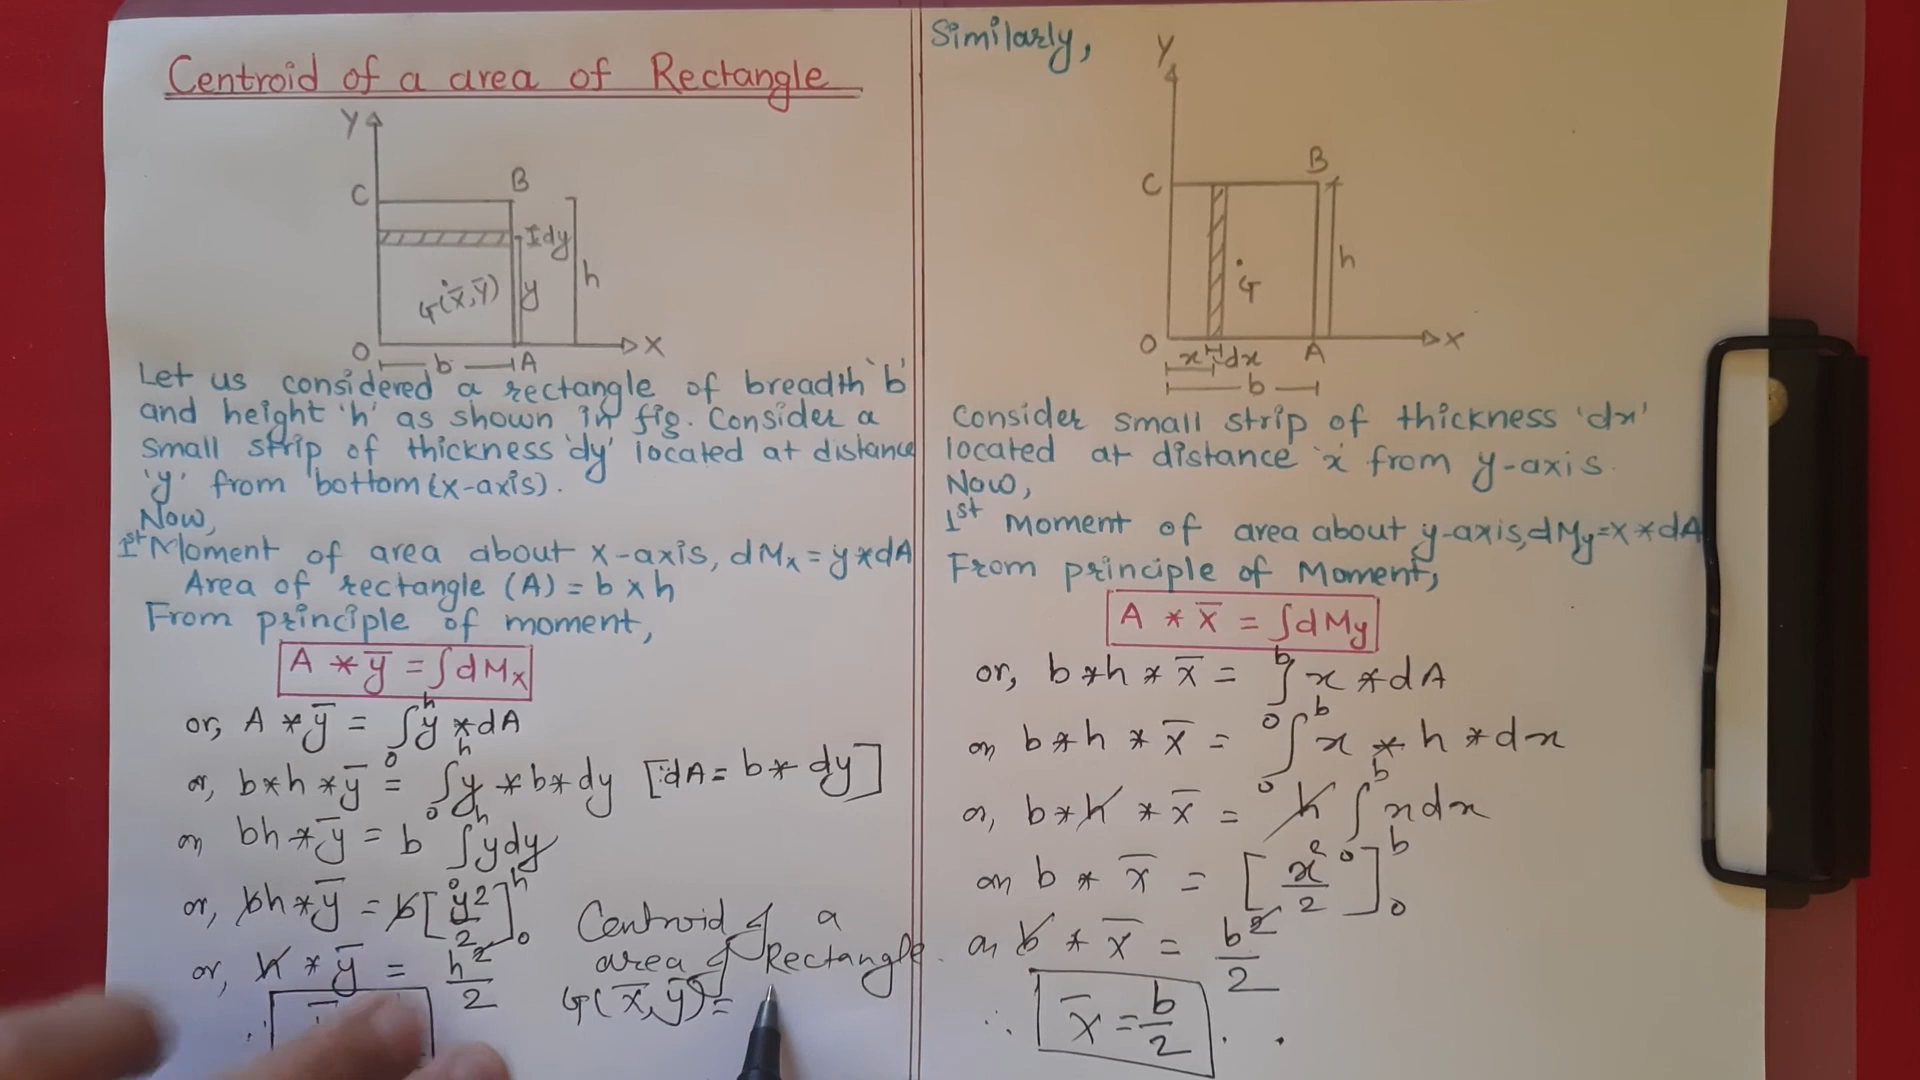 Centroid of a area of Rectangle
Y
C
B
dy
G(x̅,y̅)
y
h
O
b
A
X
Let us considered a rectangle of breadth 'b'
and height 'h' as shown in fig. Consider a
small strip of thickness 'dy' located at distance
'y' from bottom (x-axis).
Now,
1st Moment of area about x-axis, dMx = y*dA
Area of rectangle (A) = b x h
From principle of moment,
A * y̅ = ∫dMx
or, A * y̅ = ∫₀ʰ y * dA
or, b*h*y̅ = ∫₀ʰ y*b*dy [∵dA = b* dy]
or bh*y̅ = b ∫₀ʰ ydy
or, bh*y̅ = b[y²/2]₀ʰ
or, h * y̅ = h²/2
∴
Centroid of a
area of Rectangle.
G(x̅,y̅) =
Similarly,
Y
C
B
h
G
O
x
dx
A
X
b
Consider small strip of thickness 'dx'
located at distance 'x' from y-axis.
Now,
1st moment of area about y-axis, dMy = x*dA
From principle of Moment,
A * x̅ = ∫dMy
or, b*h * x̅ = ∫₀ᵇ x * dA
or b*h * x̅ = ∫₀ᵇ x * h * dx
or, b*h * x̅ = h ∫₀ᵇ xdx
or b * x̅ = [x²/2]₀ᵇ
or b * x̅ = b²/2
∴ x̅ = b/2 .